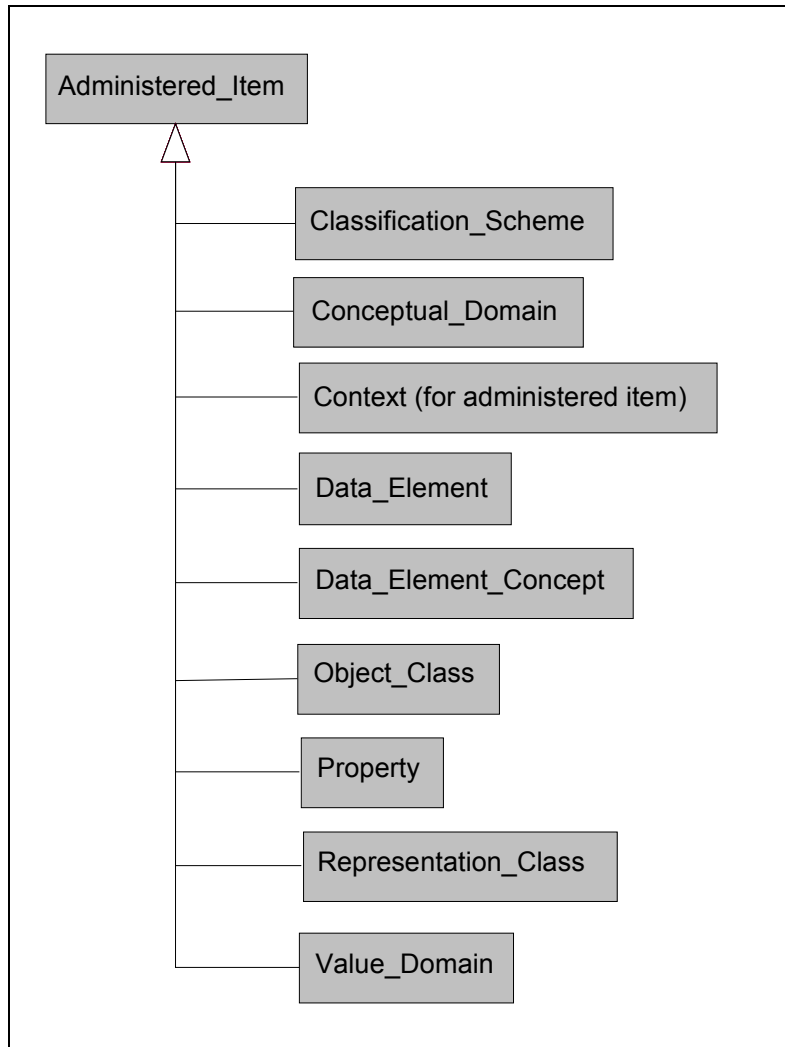 Administered_Item
Classification_Scheme
Conceptual_Domain
Context (for administered item)
Data_Element
Data_Element_Concept
Object_Class
Property
Representation_Class
Value_Domain